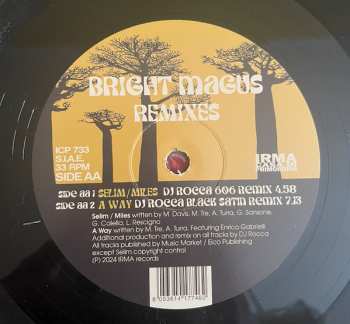 BRIGHT MAGUS
REMIXES
ICP 733
S.I.A.E.
33 RPM
SIDE AA
IRMA
SIDE AA 1 SELIM / MILES DJ ROCCA 606 REMIX 4.58
SIDE AA 2 A WAY DJ ROCCA BLACK SATIN REMIX 7.13
Selim / Miles written by M. Davis, M. Tre, A. Turra, G. Sansone,
G. Calella, L. Rescigno
A Way written by M. Tre, A. Turra, Featuring Enrico Gabrielli
Additional production and remix on all tracks by DJ Rocca
All tracks published by Music Market / Eico Publishing
except Selim copyright control
(P) 2024 IRMA records